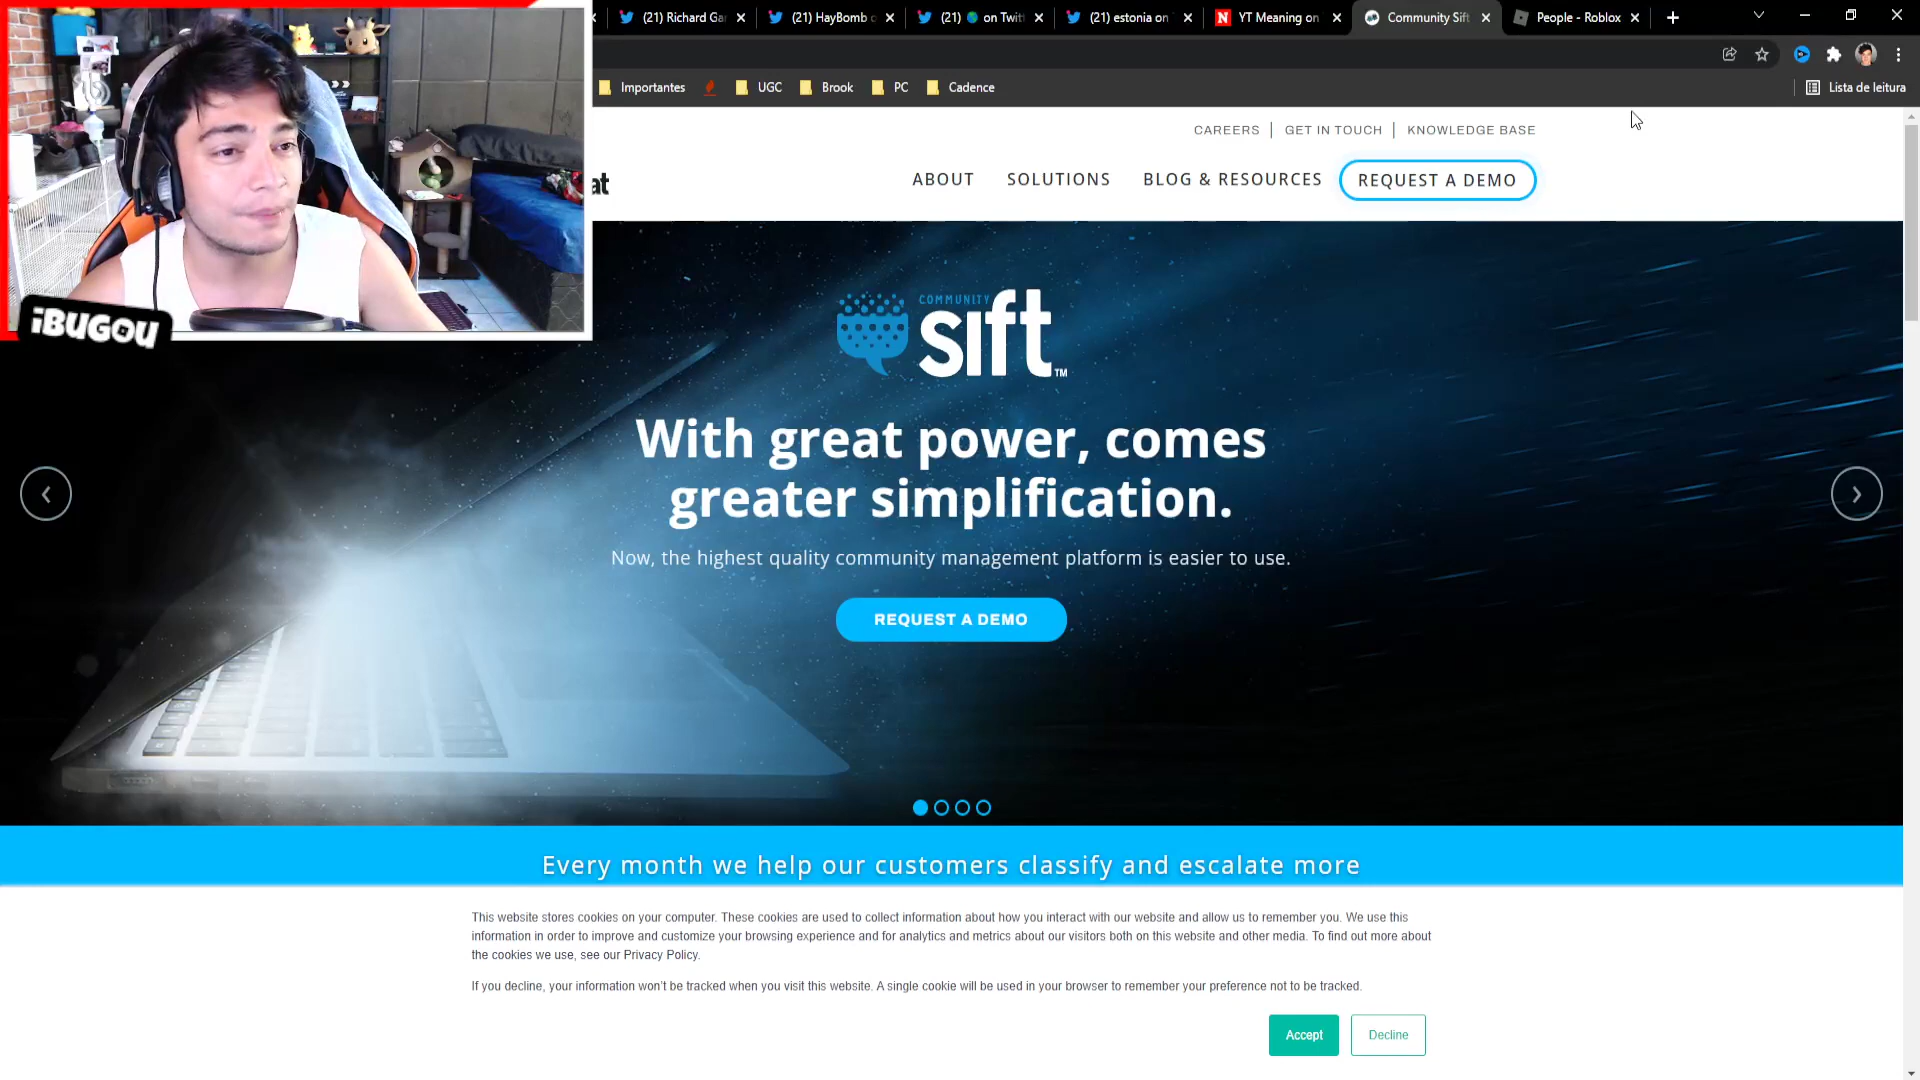 (21) Richard Ga
(21) HayBomb
(21) on Twit
(21) estonia on
YT Meaning on
Community Sift
People - Roblox
Importantes
UGC
Brook
PC
Cadence
Lista de leitura
CAREERS
GET IN TOUCH
KNOWLEDGE BASE
at
ABOUT
SOLUTIONS
BLOG & RESOURCES
REQUEST A DEMO
iBUGOU
COMMUNITY
sift™
With great power, comes
greater simplification.
Now, the highest quality community management platform is easier to use.
REQUEST A DEMO
Every month we help our customers classify and escalate more
This website stores cookies on your computer. These cookies are used to collect information about how you interact with our website and allow us to remember you. We use this
information in order to improve and customize your browsing experience and for analytics and metrics about our visitors both on this website and other media. To find out more about
the cookies we use, see our Privacy Policy.
If you decline, your information won't be tracked when you visit this website. A single cookie will be used in your browser to remember your preference not to be tracked.
Accept
Decline